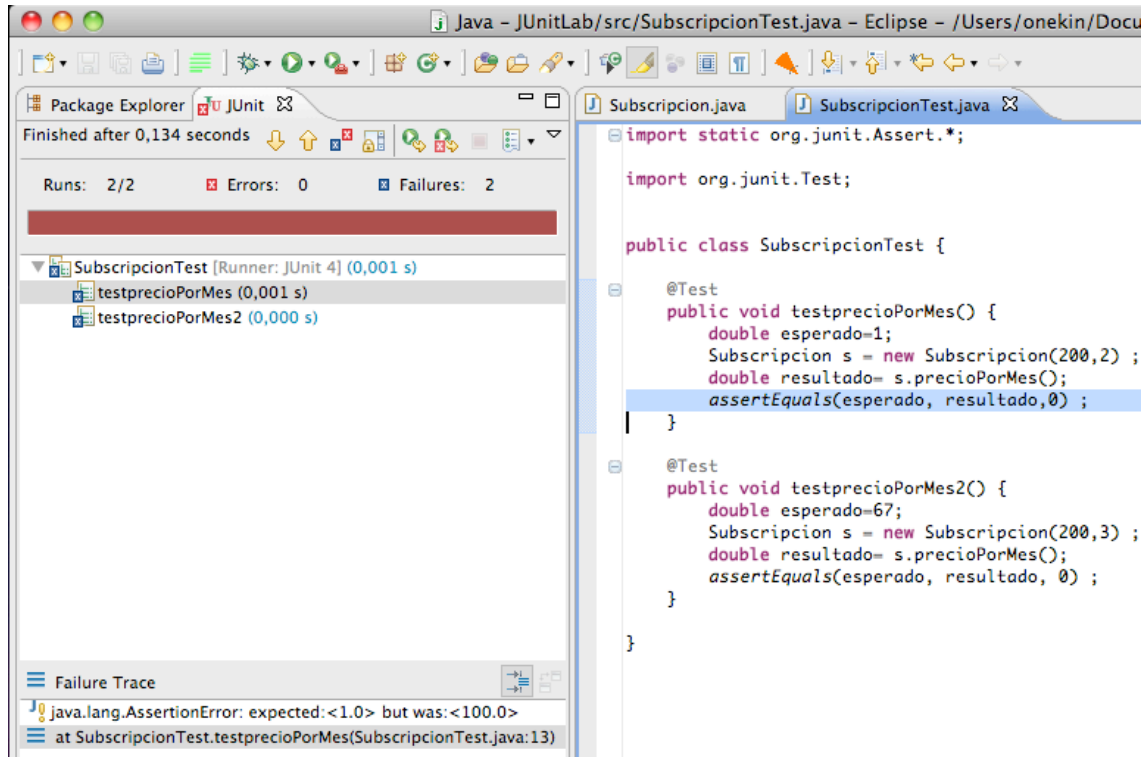 Java – JUnitLab/src/SubscripcionTest.java – Eclipse – /Users/onekin/Docu
Package Explorer
JUnit
Finished after 0,134 seconds
Runs: 2/2
Errors: 0
Failures: 2
SubscripcionTest [Runner: JUnit 4] (0,001 s)
testprecioPorMes (0,001 s)
testprecioPorMes2 (0,000 s)
Failure Trace
java.lang.AssertionError: expected:<1.0> but was:<100.0>
at SubscripcionTest.testprecioPorMes(SubscripcionTest.java:13)
Subscripcion.java
SubscripcionTest.java
import static org.junit.Assert.*;
import org.junit.Test;
public class SubscripcionTest {
@Test
public void testprecioPorMes() {
double esperado=1;
Subscripcion s = new Subscripcion(200,2) ;
double resultado= s.precioPorMes();
assertEquals(esperado, resultado,0) ;
}
@Test
public void testprecioPorMes2() {
double esperado=67;
Subscripcion s = new Subscripcion(200,3) ;
double resultado= s.precioPorMes();
assertEquals(esperado, resultado, 0) ;
}
}